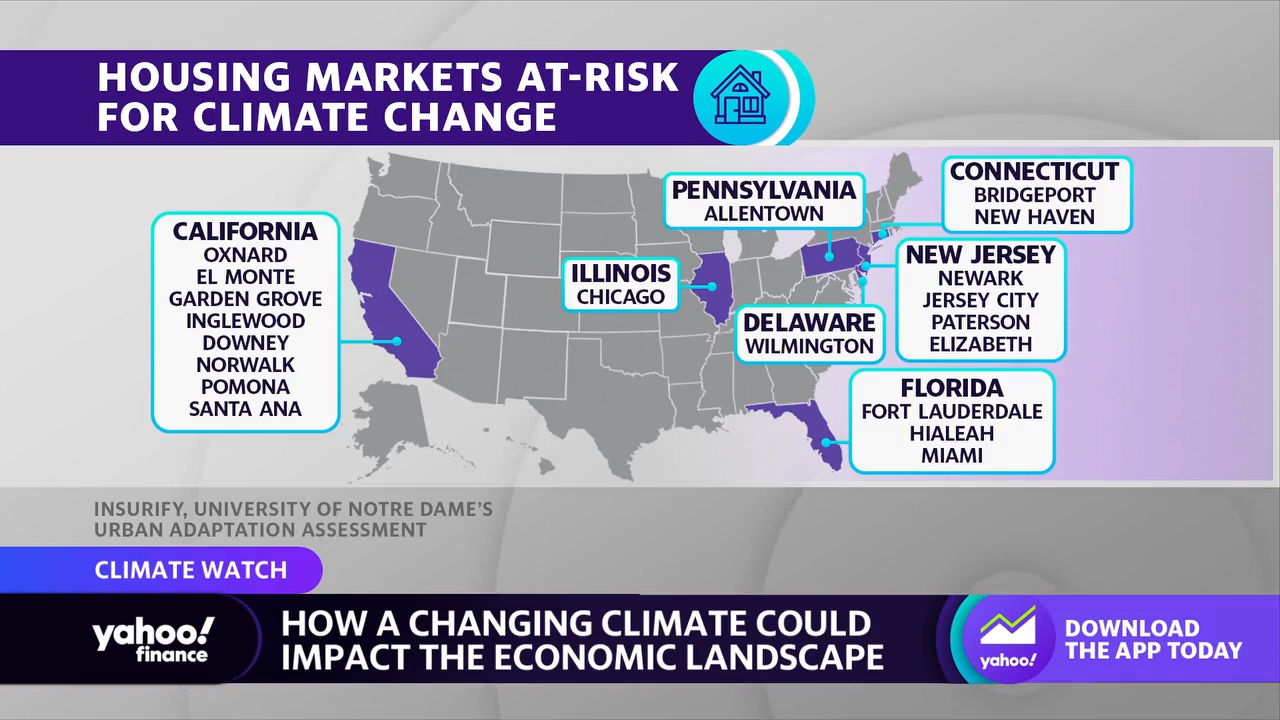 HOUSING MARKETS AT-RISK
FOR CLIMATE CHANGE
CALIFORNIA
OXNARD
EL MONTE
GARDEN GROVE
INGLEWOOD
DOWNEY
NORWALK
POMONA
SANTA ANA
ILLINOIS
CHICAGO
PENNSYLVANIA
ALLENTOWN
CONNECTICUT
BRIDGEPORT
NEW HAVEN
NEW JERSEY
NEWARK
JERSEY CITY
PATERSON
ELIZABETH
DELAWARE
WILMINGTON
FLORIDA
FORT LAUDERDALE
HIALEAH
MIAMI
INSURIFY, UNIVERSITY OF NOTRE DAME'S
URBAN ADAPTATION ASSESSMENT
CLIMATE WATCH
yahoo!
finance
HOW A CHANGING CLIMATE COULD
IMPACT THE ECONOMIC LANDSCAPE
yahoo!
DOWNLOAD
THE APP TODAY